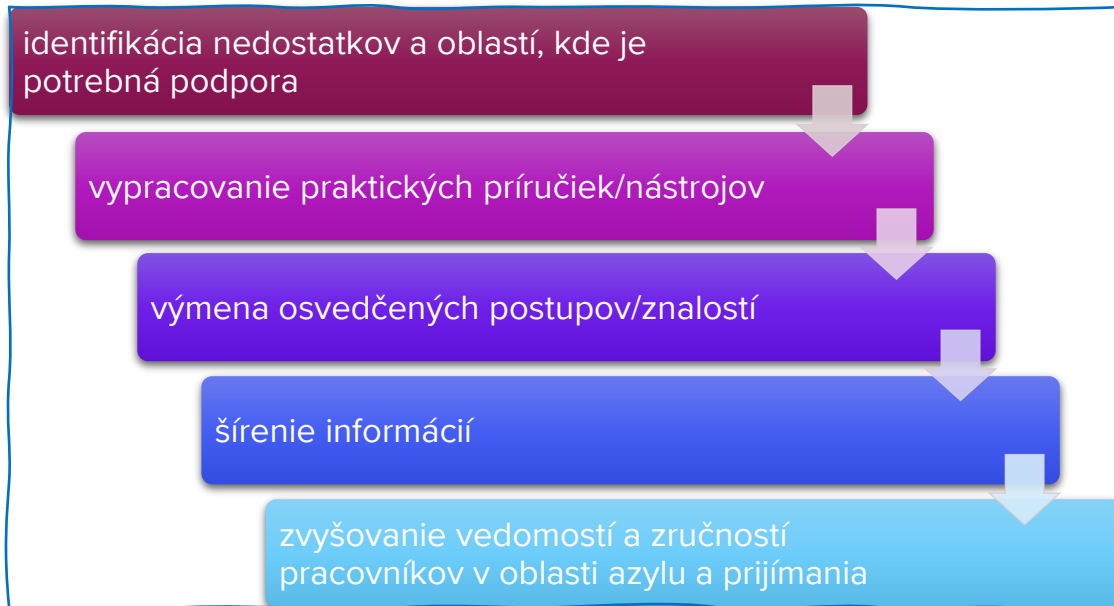 identifikácia nedostatkov a oblastí, kde je
potrebná podpora
vypracovanie praktických príručiek/nástrojov
výmena osvedčených postupov/znalostí
šírenie informácií
zvyšovanie vedomostí a zručností
pracovníkov v oblasti azylu a prijímania